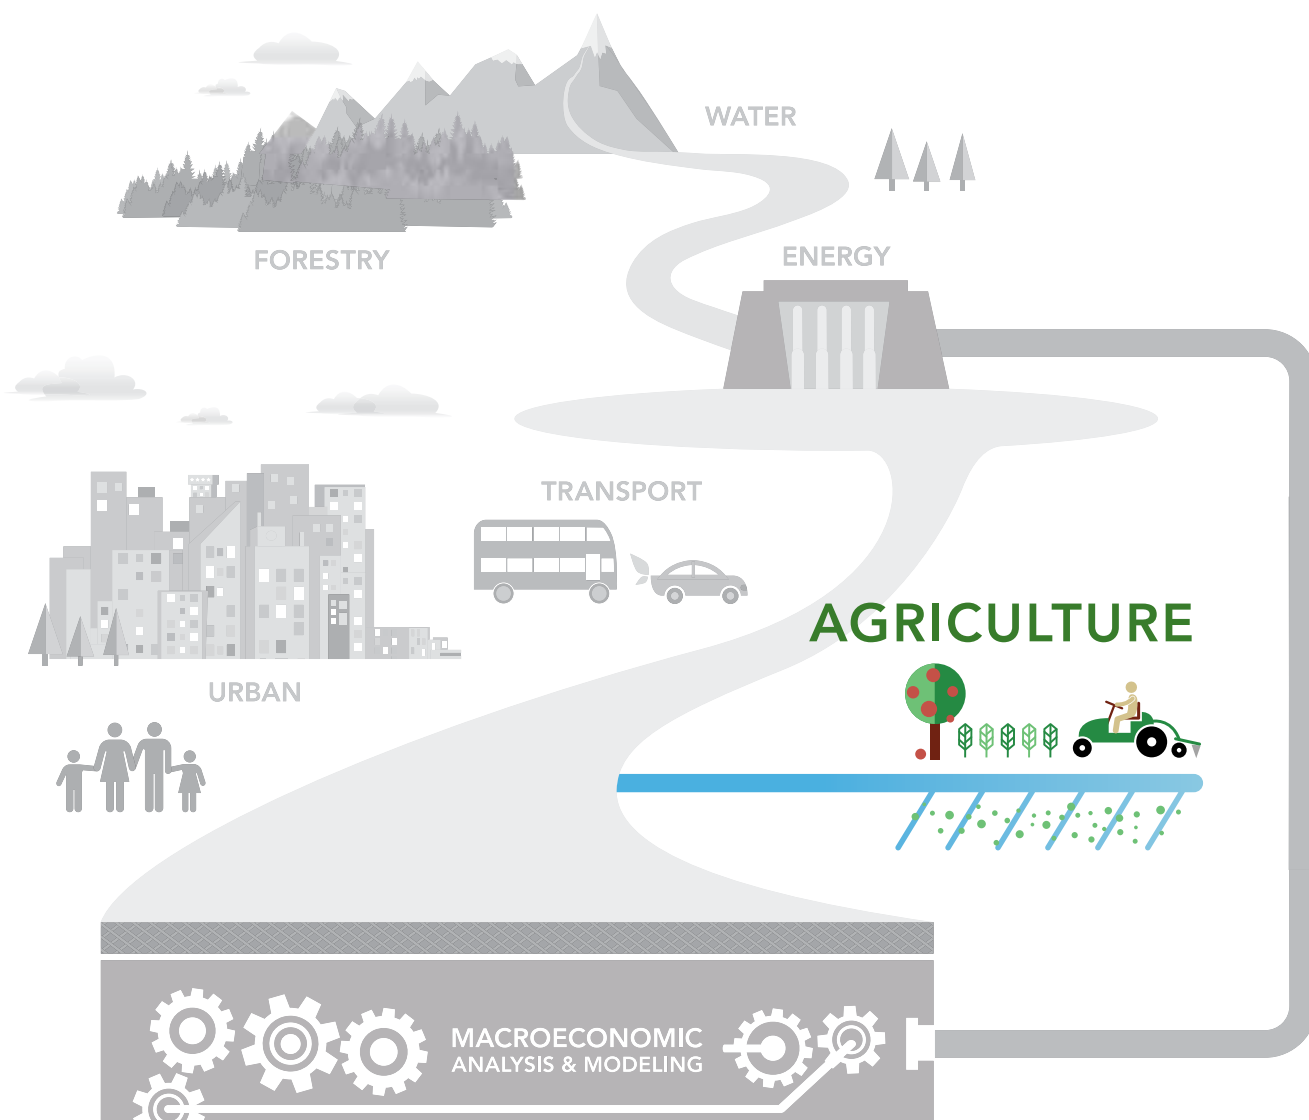 WATER
FORESTRY
ENERGY
TRANSPORT
AGRICULTURE
URBAN
MACROECONOMIC
ANALYSIS & MODELING